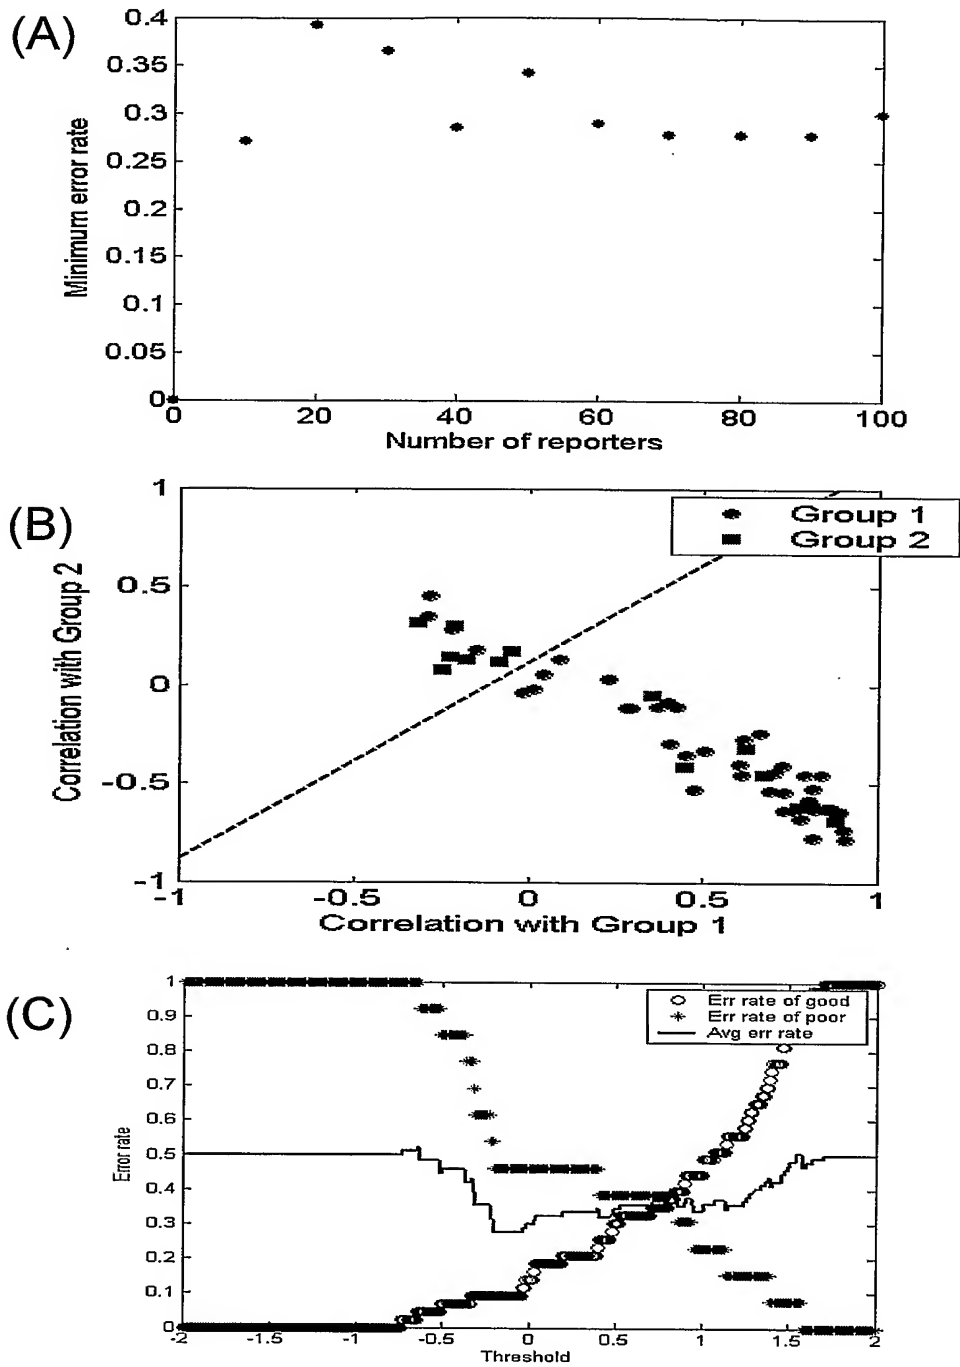 (A)
0.4
0.35
0.3
0.25
0.2
0.15
0.1
0.05
0
Minimum error rate
0 20 40 60 80 100
Number of reporters
(B)
1
0.5
0
-0.5
-1
Correlation with Group 2
Group 1
Group 2
-1 -0.5 0 0.5 1
Correlation with Group 1
(C)
1
0.9
0.8
0.7
0.6
0.5
0.4
0.3
0.2
0.1
0
Error rate
Err rate of good
Err rate of poor
Avg err rate
-2 -1.5 -1 -0.5 0 0.5 1 1.5 2
Threshold